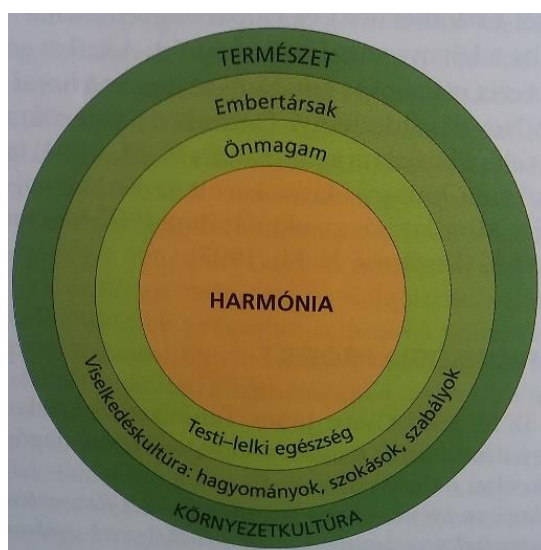 TERMÉSZET
Embertársak
Önmagam
HARMÓNIA
Testi–lelki egészség
Viselkedéskultúra: hagyományok, szokások, szabályok
KÖRNYEZETKULTÚRA